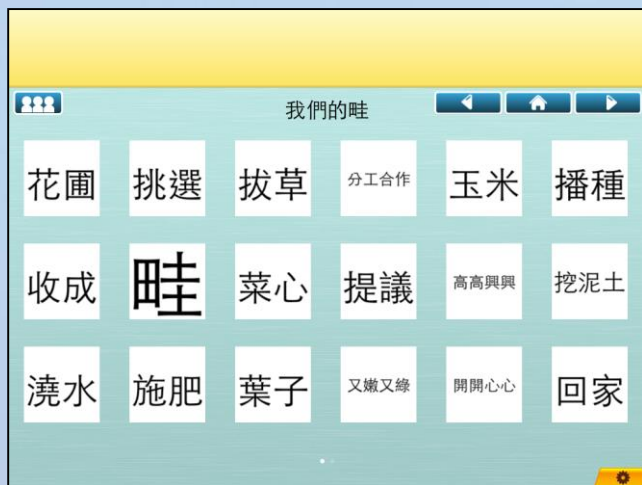 我們的畦
花圃 挑選 拔草 分工合作 玉米 播種
收成 畦 菜心 提議 高高興興 挖泥土
澆水 施肥 葉子 又嫩又綠 開開心心 回家